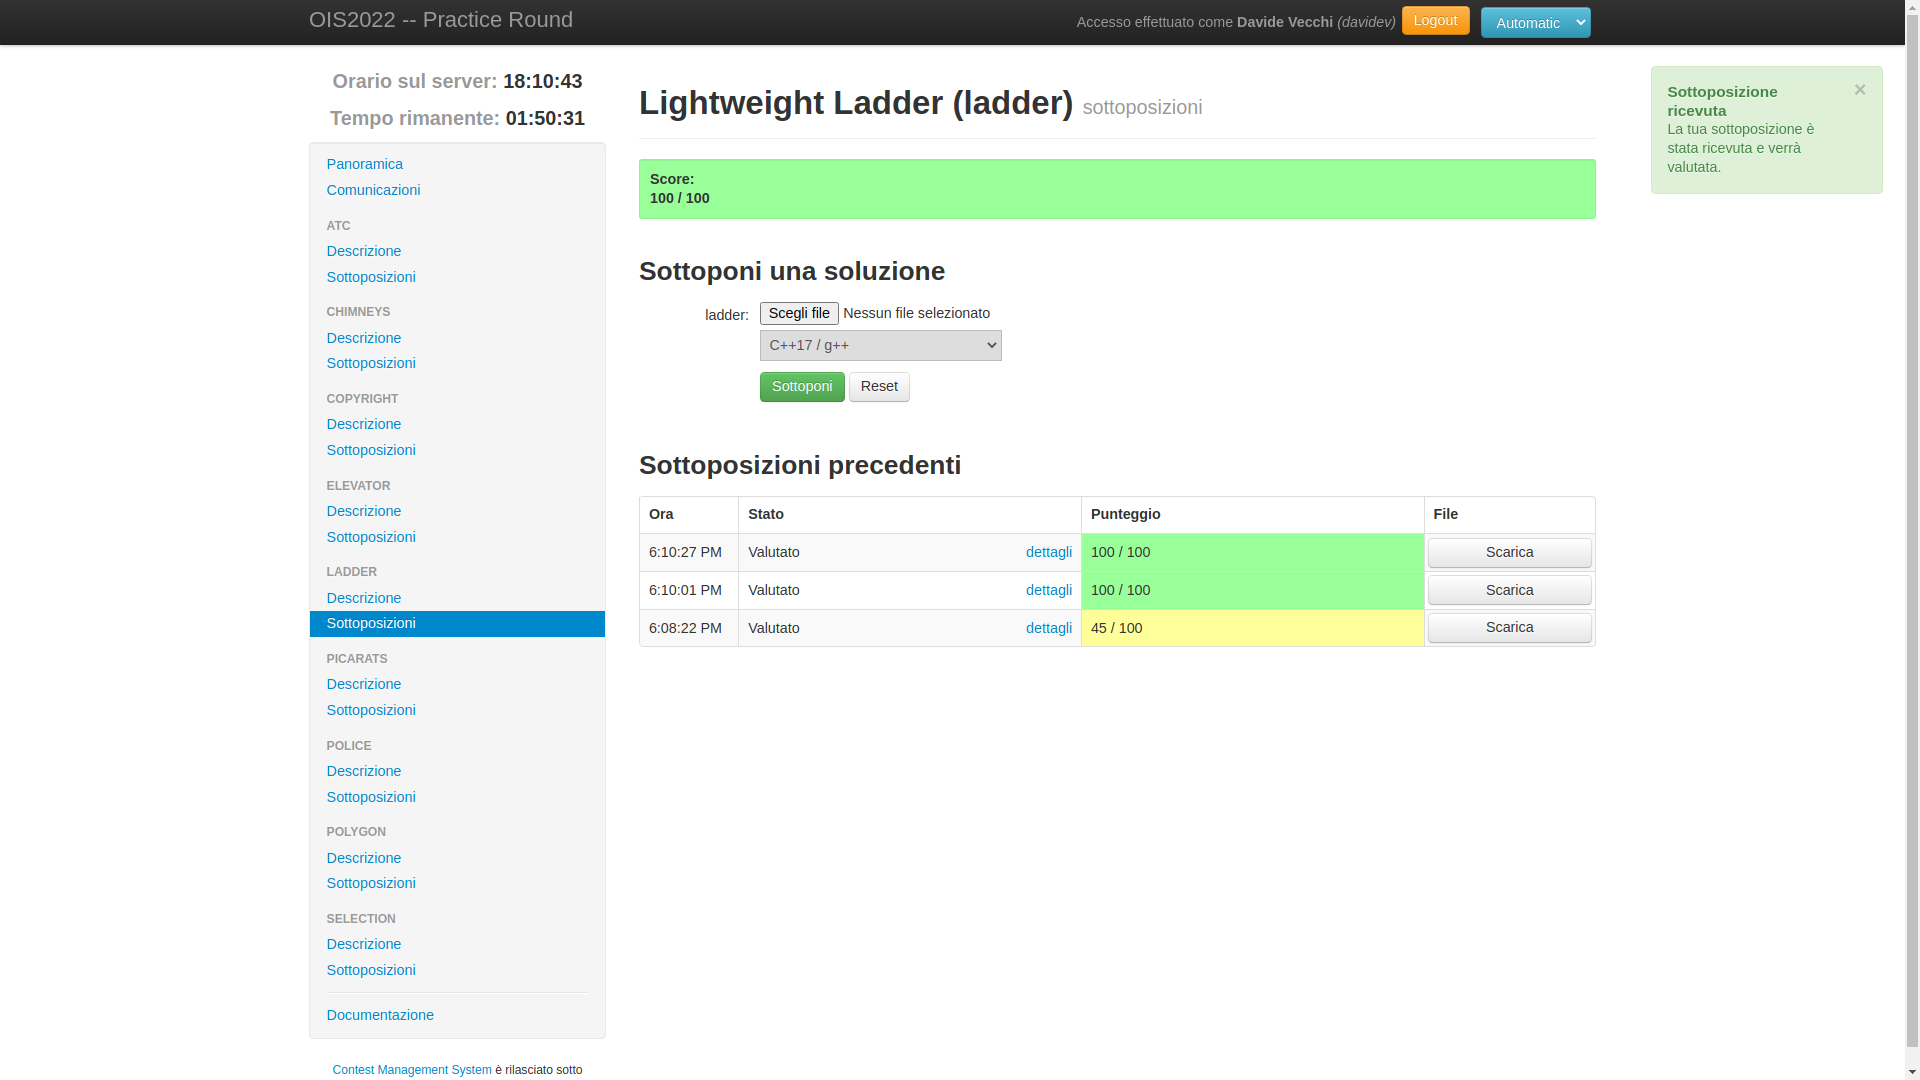 OIS2022 -- Practice Round
Accesso effettuato come Davide Vecchi (davidev) Logout Automatic
Orario sul server: 18:10:43
Tempo rimanente: 01:50:31
Panoramica
Comunicazioni
ATC
Descrizione
Sottoposizioni
CHIMNEYS
Descrizione
Sottoposizioni
COPYRIGHT
Descrizione
Sottoposizioni
ELEVATOR
Descrizione
Sottoposizioni
LADDER
Descrizione
Sottoposizioni
PICARATS
Descrizione
Sottoposizioni
POLICE
Descrizione
Sottoposizioni
POLYGON
Descrizione
Sottoposizioni
SELECTION
Descrizione
Sottoposizioni
Documentazione
Contest Management System è rilasciato sotto
Lightweight Ladder (ladder) sottoposizioni
Score:
100 / 100
Sottoponi una soluzione
ladder: Scegli file Nessun file selezionato
C++17 / g++
Sottoponi Reset
Sottoposizioni precedenti
Ora Stato Punteggio File
6:10:27 PM Valutato dettagli 100 / 100 Scarica
6:10:01 PM Valutato dettagli 100 / 100 Scarica
6:08:22 PM Valutato dettagli 45 / 100 Scarica
Sottoposizione ×
ricevuta
La tua sottoposizione è
stata ricevuta e verrà
valutata.